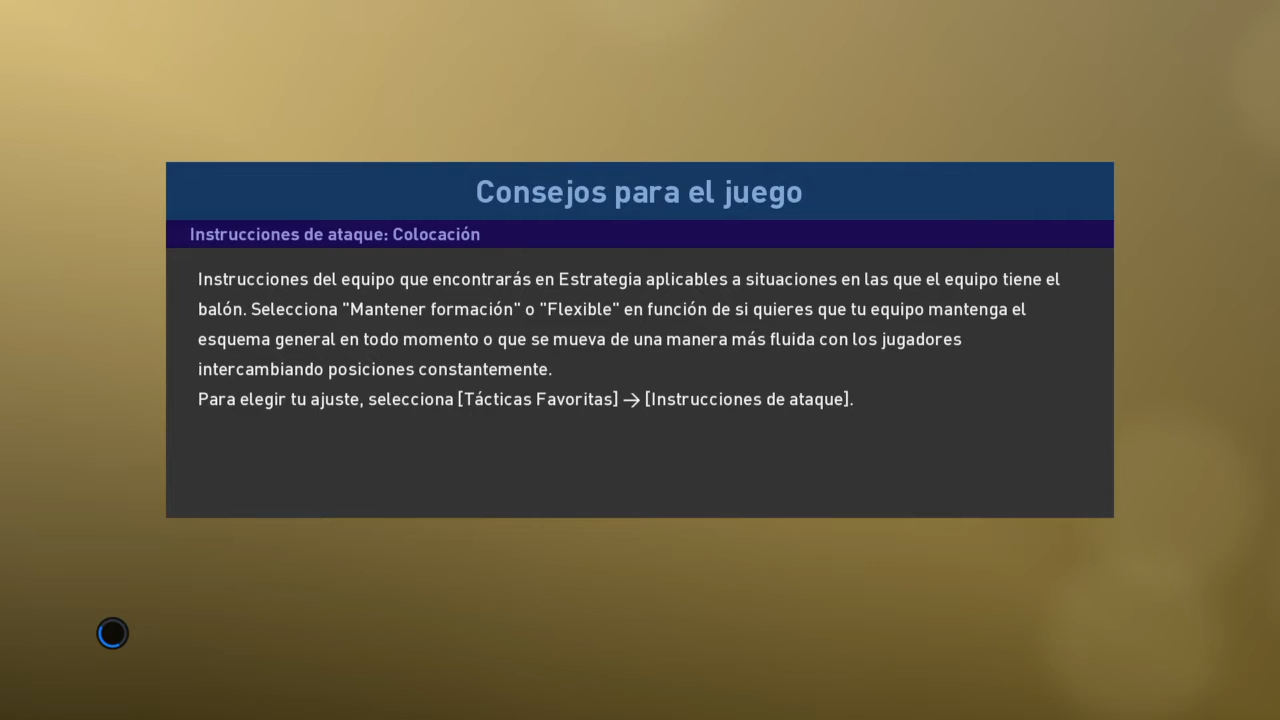 Consejos para el juego
Instrucciones de ataque: Colocación
Instrucciones del equipo que encontrarás en Estrategia aplicables a situaciones en las que el equipo tiene el
balón. Selecciona "Mantener formación" o "Flexible" en función de si quieres que tu equipo mantenga el
esquema general en todo momento o que se mueva de una manera más fluida con los jugadores
intercambiando posiciones constantemente.
Para elegir tu ajuste, selecciona [Tácticas Favoritas] → [Instrucciones de ataque].